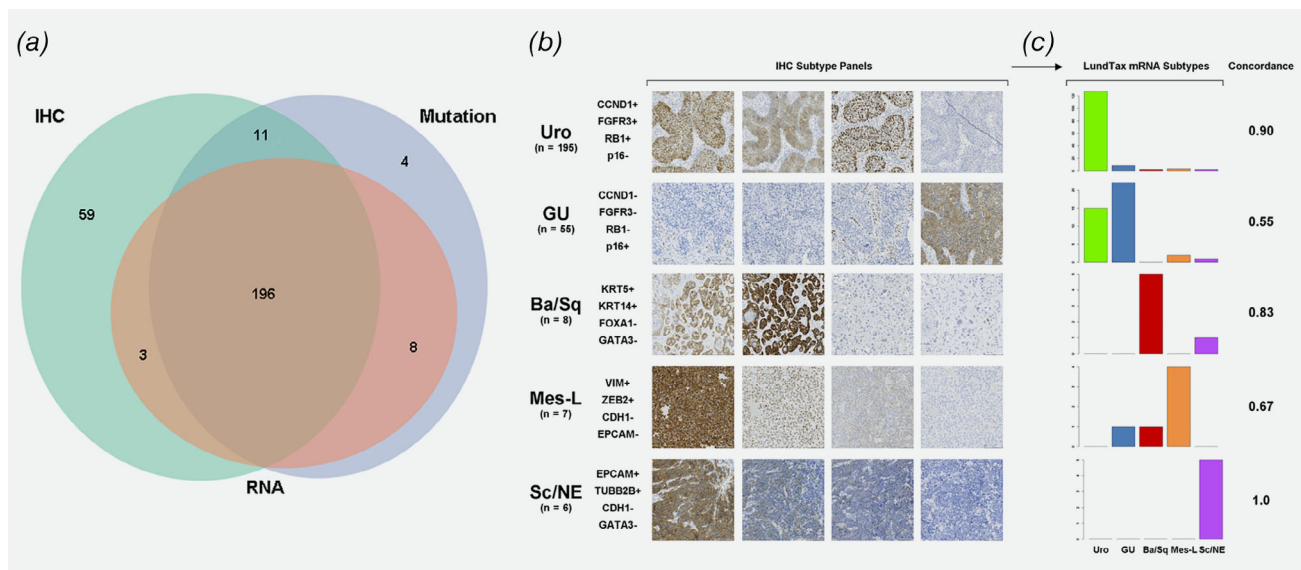 (a)
IHC
Mutation
RNA
11
4
59
196
3
8
(b)
IHC Subtype Panels
Uro
(n = 195)
CCND1+
FGFR3+
RB1+
p16-
GU
(n = 55)
CCND1-
FGFR3-
RB1-
p16+
Ba/Sq
(n = 8)
KRT5+
KRT14+
FOXA1-
GATA3-
Mes-L
(n = 7)
VIM+
ZEB2+
CDH1-
EPCAM-
Sc/NE
(n = 6)
EPCAM+
TUBB2B+
CDH1-
GATA3-
(c)
LundTax mRNA Subtypes
Concordance
0.90
0.55
0.83
0.67
1.0
Uro GU Ba/Sq Mes-L Sc/NE